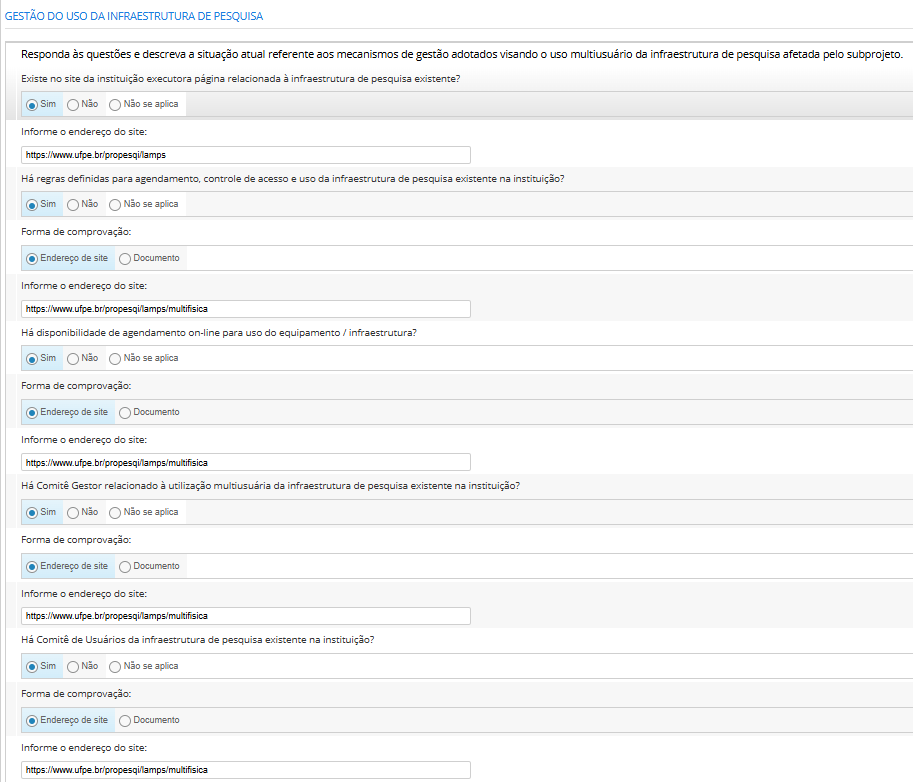 GESTÃO DO USO DA INFRAESTRUTURA DE PESQUISA
Responda às questões e descreva a situação atual referente aos mecanismos de gestão adotados visando o uso multiusuário da infraestrutura de pesquisa afetada pelo subprojeto.
Existe no site da instituição executora página relacionada à infraestrutura de pesquisa existente?
Sim Não Não se aplica
Informe o endereço do site:
https://www.ufpe.br/propesqi/lamps
Há regras definidas para agendamento, controle de acesso e uso da infraestrutura de pesquisa existente na instituição?
Sim Não Não se aplica
Forma de comprovação:
Endereço de site Documento
Informe o endereço do site:
https://www.ufpe.br/propesqi/lamps/multifisica
Há disponibilidade de agendamento on-line para uso do equipamento / infraestrutura?
Sim Não Não se aplica
Forma de comprovação:
Endereço de site Documento
Informe o endereço do site:
https://www.ufpe.br/propesqi/lamps/multifisica
Há Comitê Gestor relacionado à utilização multiusuária da infraestrutura de pesquisa existente na instituição?
Sim Não Não se aplica
Forma de comprovação:
Endereço de site Documento
Informe o endereço do site:
https://www.ufpe.br/propesqi/lamps/multifisica
Há Comitê de Usuários da infraestrutura de pesquisa existente na instituição?
Sim Não Não se aplica
Forma de comprovação:
Endereço de site Documento
Informe o endereço do site:
https://www.ufpe.br/propesqi/lamps/multifisica